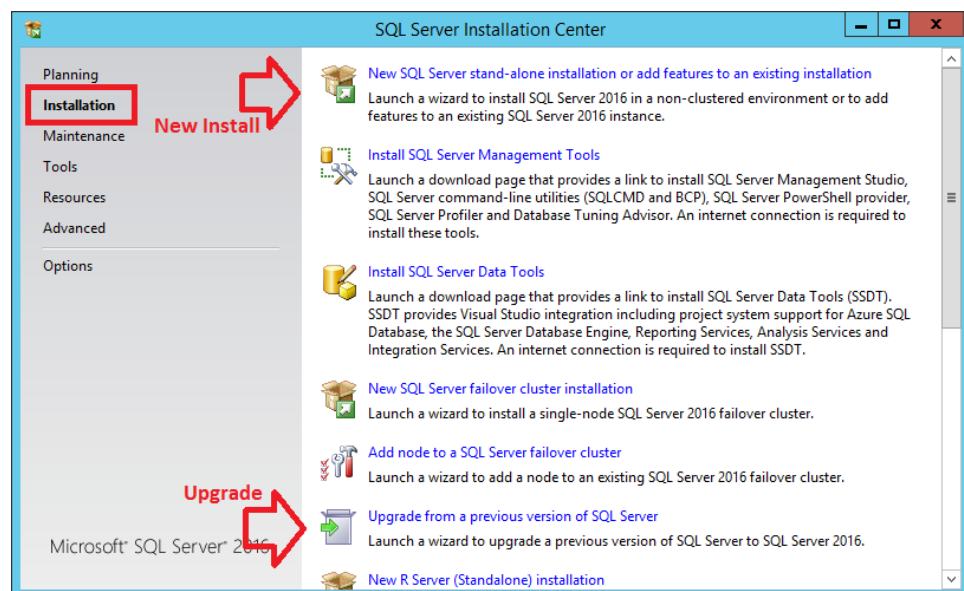 SQL Server Installation Center
Planning
Installation
Maintenance
Tools
Resources
Advanced
Options
New Install
Upgrade
Microsoft® SQL Server® 2016
New SQL Server stand-alone installation or add features to an existing installation
Launch a wizard to install SQL Server 2016 in a non-clustered environment or to add
features to an existing SQL Server 2016 instance.
Install SQL Server Management Tools
Launch a download page that provides a link to install SQL Server Management Studio,
SQL Server command-line utilities (SQLCMD and BCP), SQL Server PowerShell provider,
SQL Server Profiler and Database Tuning Advisor. An internet connection is required to
install these tools.
Install SQL Server Data Tools
Launch a download page that provides a link to install SQL Server Data Tools (SSDT).
SSDT provides Visual Studio integration including project system support for Azure SQL
Database, the SQL Server Database Engine, Reporting Services, Analysis Services and
Integration Services. An internet connection is required to install SSDT.
New SQL Server failover cluster installation
Launch a wizard to install a single-node SQL Server 2016 failover cluster.
Add node to a SQL Server failover cluster
Launch a wizard to add a node to an existing SQL Server 2016 failover cluster.
Upgrade from a previous version of SQL Server
Launch a wizard to upgrade a previous version of SQL Server to SQL Server 2016.
New R Server (Standalone) installation